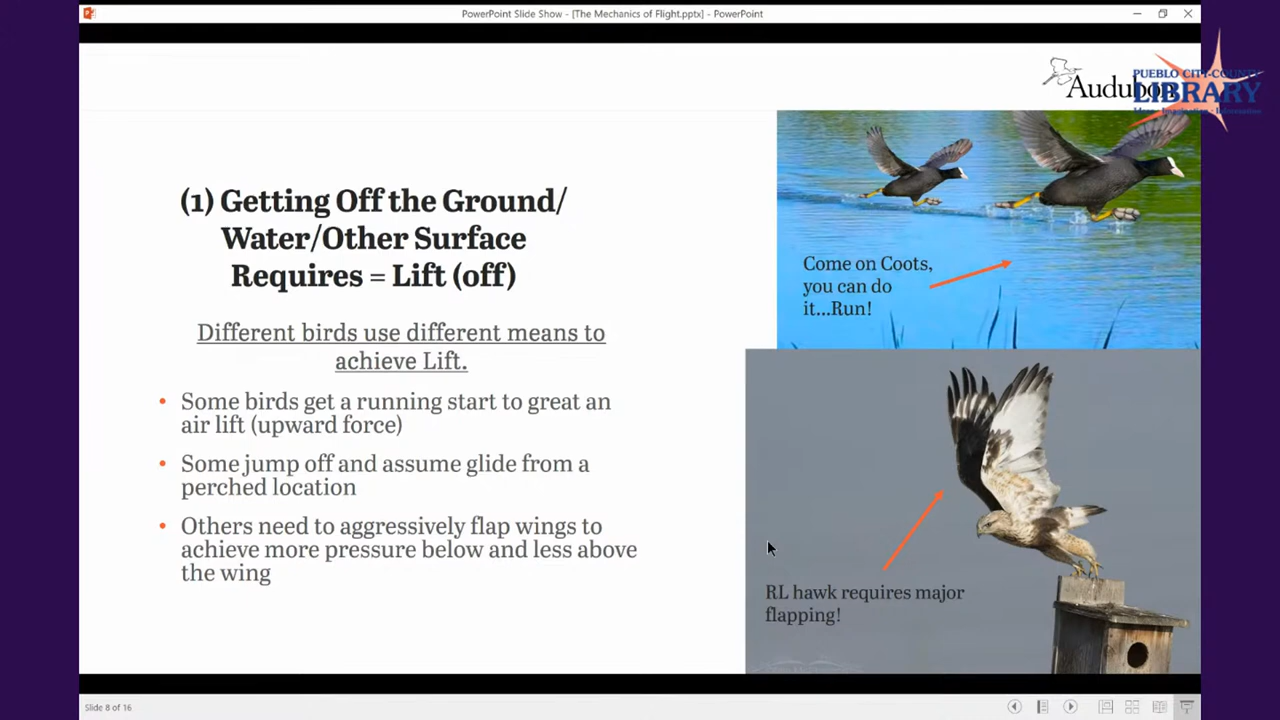 PowerPoint Slide Show - [The Mechanics of Flight.pptx] - PowerPoint
Audubon
PUEBLO CITY-COUNTY
LIBRARY
(1) Getting Off the Ground/
Water/Other Surface
Requires = Lift (off)
Different birds use different means to
achieve Lift.
• Some birds get a running start to great an
air lift (upward force)
• Some jump off and assume glide from a
perched location
• Others need to aggressively flap wings to
achieve more pressure below and less above
the wing
Come on Coots,
you can do
it...Run!
RL hawk requires major
flapping!
Slide 8 of 16